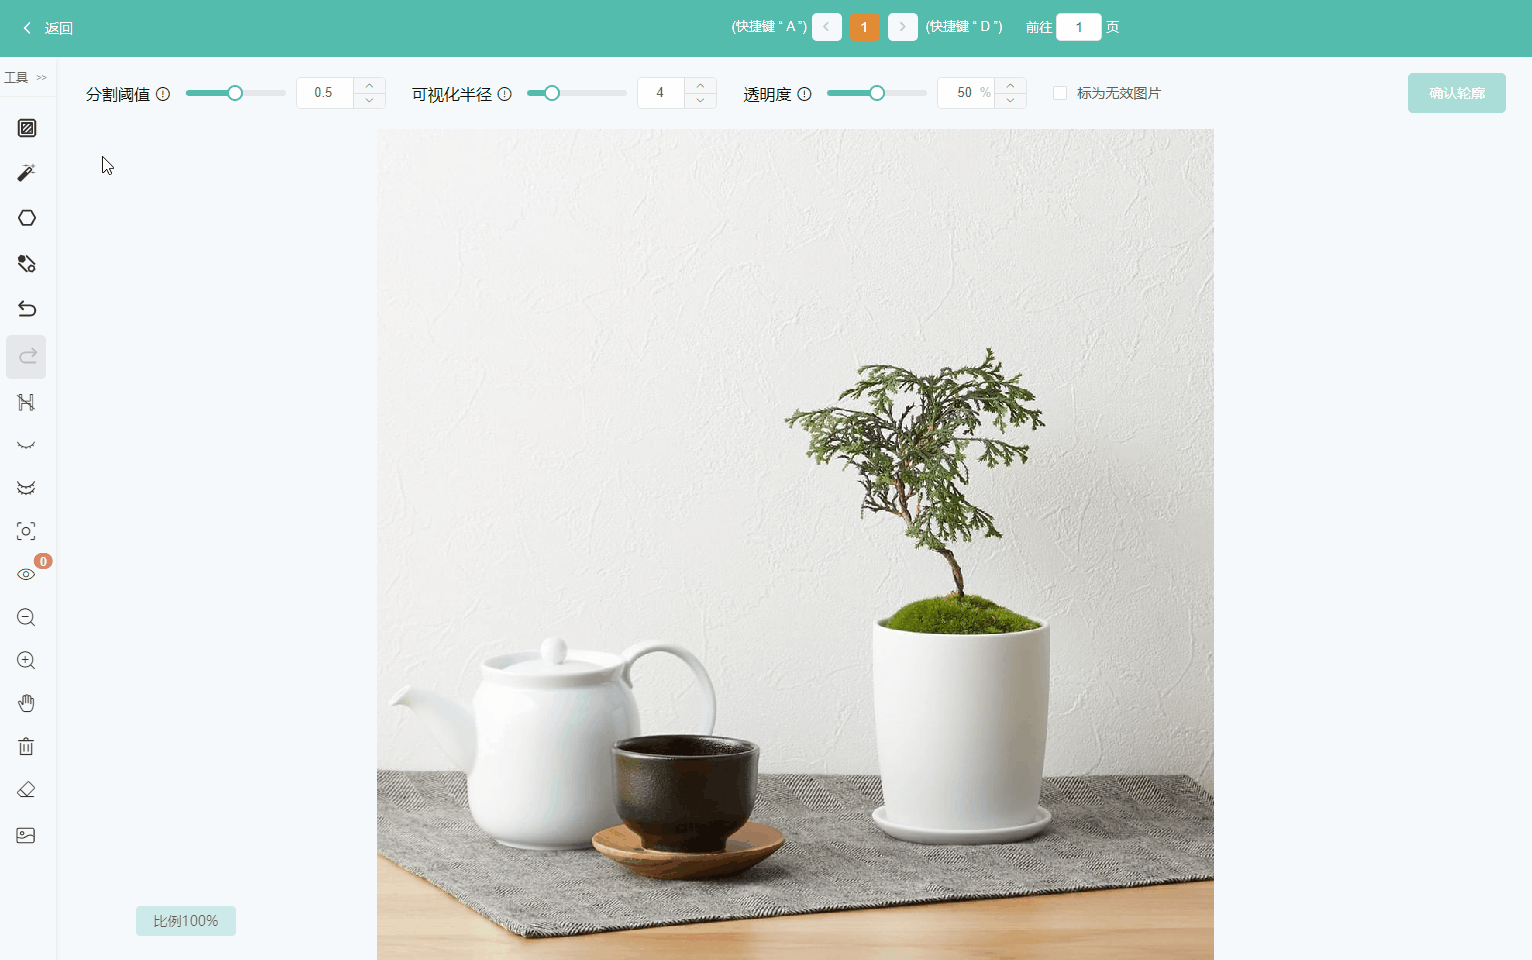 返回
(快捷键 “ A ”)
1
(快捷键 “ D ”)
前往 1 页
工具 >>
分割阈值 0.5
可视化半径 4
透明度 50 %
标为无效图片
确认轮廓
0
比例100%